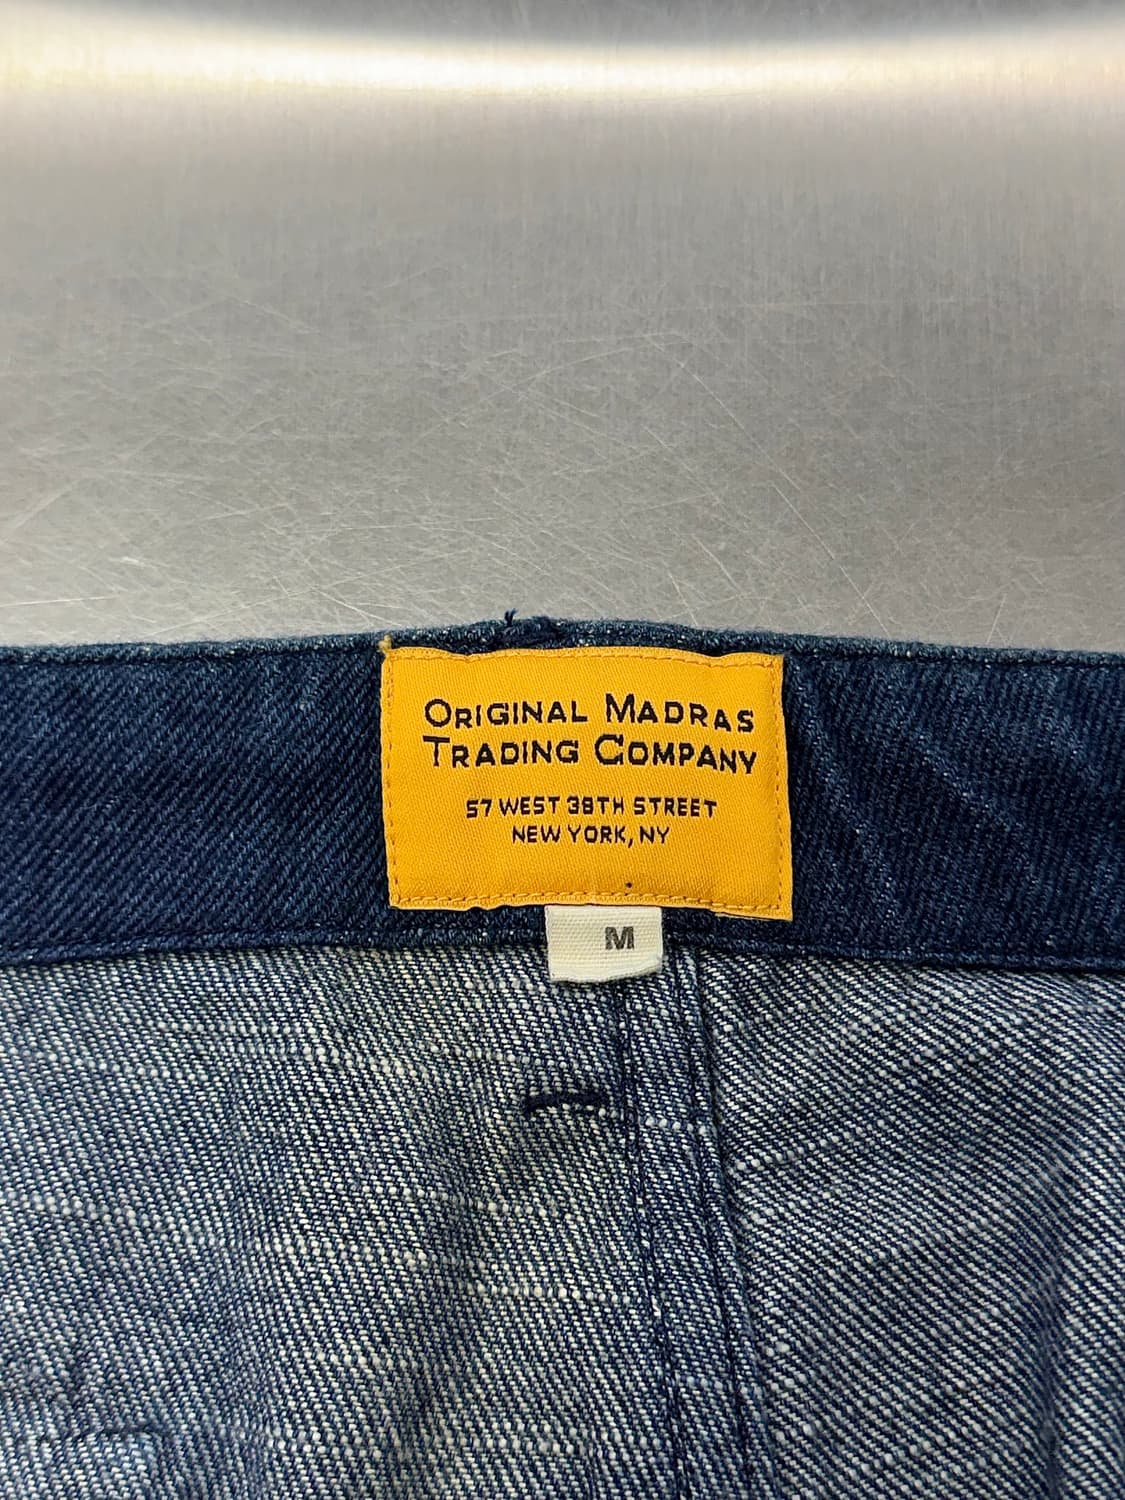 ORIGINAL MADRAS
TRADING COMPANY
57 WEST 38TH STREET
NEW YORK, NY
M